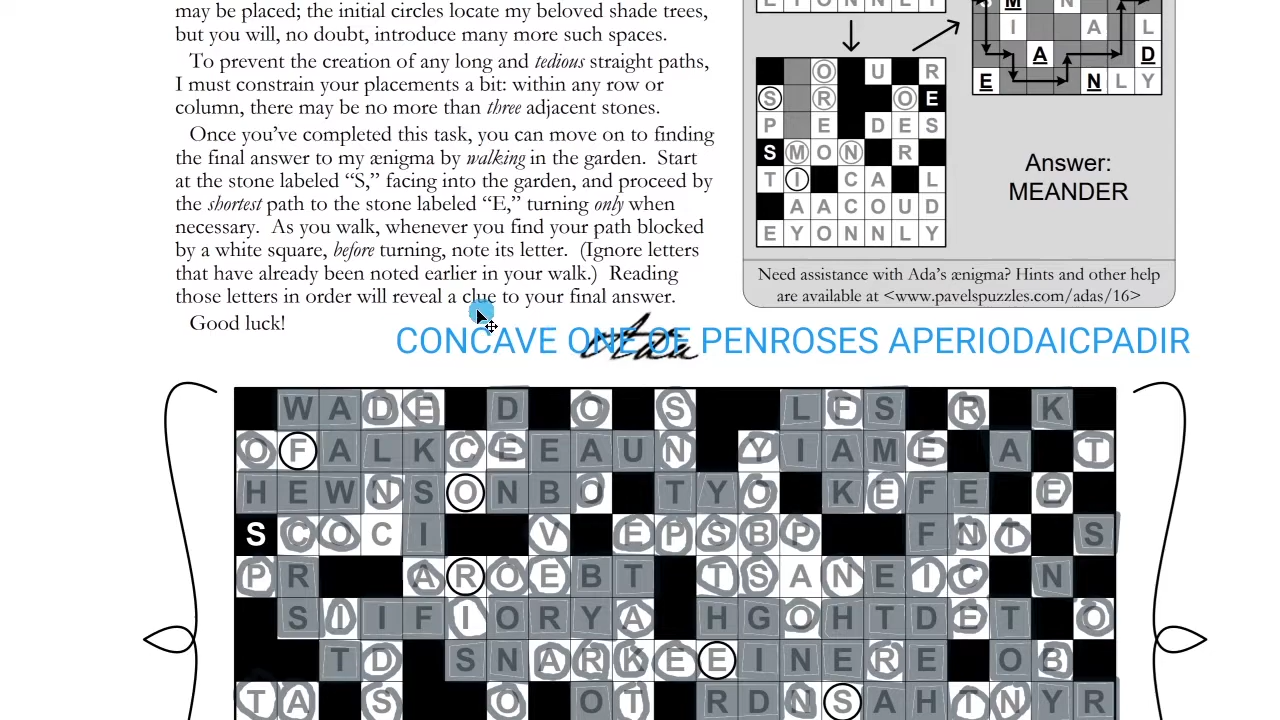 may be placed; the initial circles locate my beloved shade trees,
but you will, no doubt, introduce many more such spaces.
To prevent the creation of any long and tedious straight paths,
I must constrain your placements a bit: within any row or
column, there may be no more than three adjacent stones.
Once you've completed this task, you can move on to finding
the final answer to my ænigma by walking in the garden. Start
at the stone labeled “S,” facing into the garden, and proceed by
the shortest path to the stone labeled “E,” turning only when
necessary. As you walk, whenever you find your path blocked
by a white square, before turning, note its letter. (Ignore letters
that have already been noted earlier in your walk.) Reading
those letters in order will reveal a clue to your final answer.
Good luck!
Ada
I A L
A D
E N L Y
O U R
S R O E
P E D E S
S M O N R
T I C A L
A A C O U D
E Y O N N L Y
Answer:
MEANDER
Need assistance with Ada's ænigma? Hints and other help
are available at <www.pavelspuzzles.com/adas/16>
CONCAVE ONE OF PENROSES APERIODAICPADIR
W A D E D O S L F S R K
O F A L K C E E A U N Y I A M E A T
H E W N S O N B O T Y O K E F E E
S C O C I V E P S B P F N T S
P R A R O E B T T S A N E I C N
S I I F I O R Y A H G O H T D E T O
T D S N A R K E E I N E R E O B
T A S O O T R D N S A H T N Y R